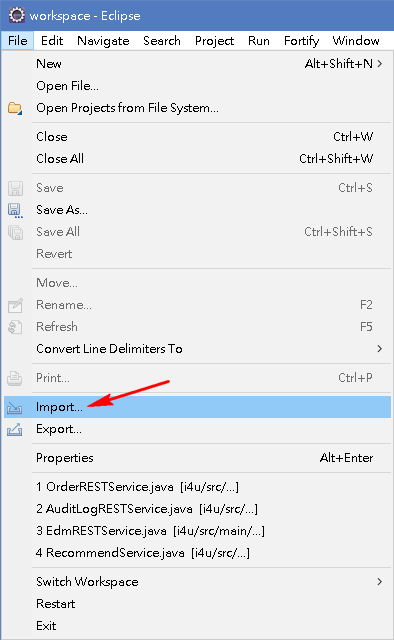 workspace - Eclipse
File Edit Navigate Search Project Run Fortify Window
New Alt+Shift+N >
Open File...
Open Projects from File System...
Close Ctrl+W
Close All Ctrl+Shift+W
Save Ctrl+S
Save As...
Save All Ctrl+Shift+S
Revert
Move...
Rename... F2
Refresh F5
Convert Line Delimiters To >
Print... Ctrl+P
Import...
Export...
Properties Alt+Enter
1 OrderRESTService.java [i4u/src/...]
2 AuditLogRESTService.java [i4u/src/...]
3 EdmRESTService.java [i4u/src/main/...]
4 RecommendService.java [i4u/src/...]
Switch Workspace >
Restart
Exit